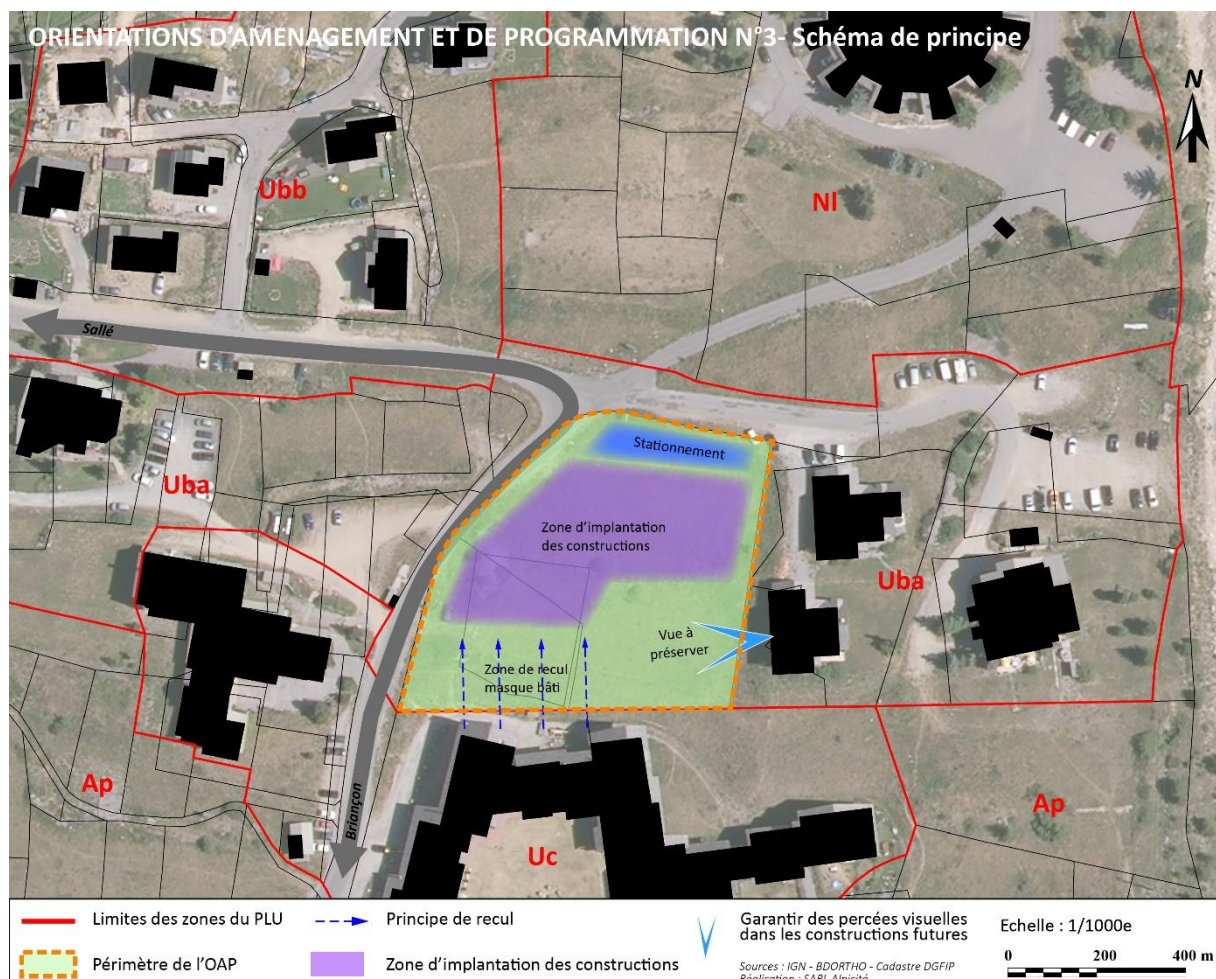 ORIENTATIONS D'AMENAGEMENT ET DE PROGRAMMATION N°3- Schéma de principe
N
Ubb
Nl
Sallé
Stationnement
Uba
Zone d'implantation
des constructions
Uba
Vue à
préserver
Zone de recul
masque bâti
Ap
Briançon
Ap
Uc
Limites des zones du PLU
Principe de recul
Garantir des percées visuelles
dans les constructions futures
Echelle : 1/1000e
Périmètre de l'OAP
Zone d'implantation des constructions
Sources : IGN - BDORTHO - Cadastre DGFIP
Réalisation : SARL Alpicité
0 200 400 m